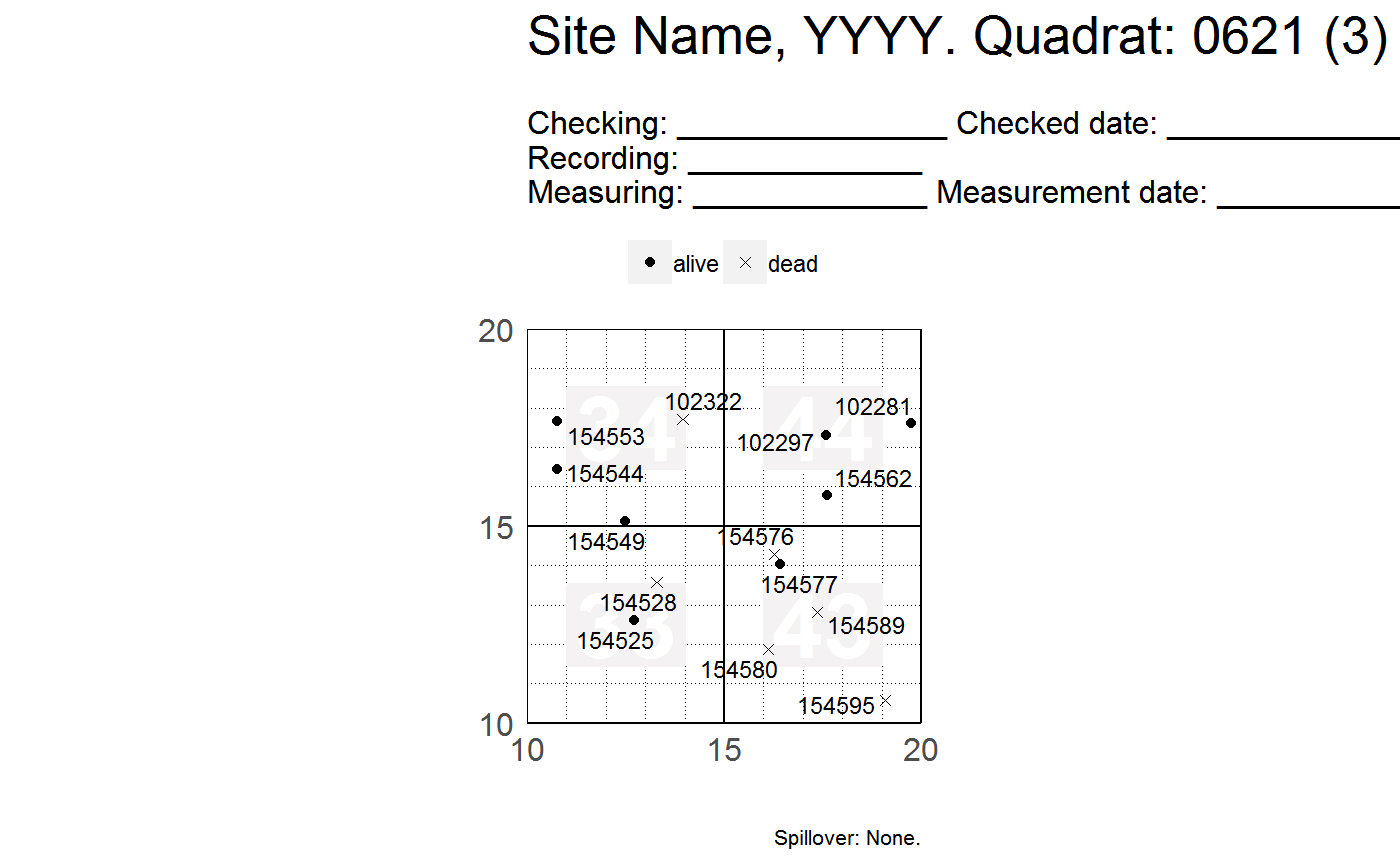 Site Name, YYYY. Quadrat: 0621 (3)
Checking: ________________ Checked date: ______________
Recording: ______________
Measuring: ______________ Measurement date: ___________
alive dead
20
34 44
102322 102281
154553 102297
154544 154562
15
154576
154549
154577
33 43
154528
154589
154525
154580
154595
10
10 15 20
Spillover: None.